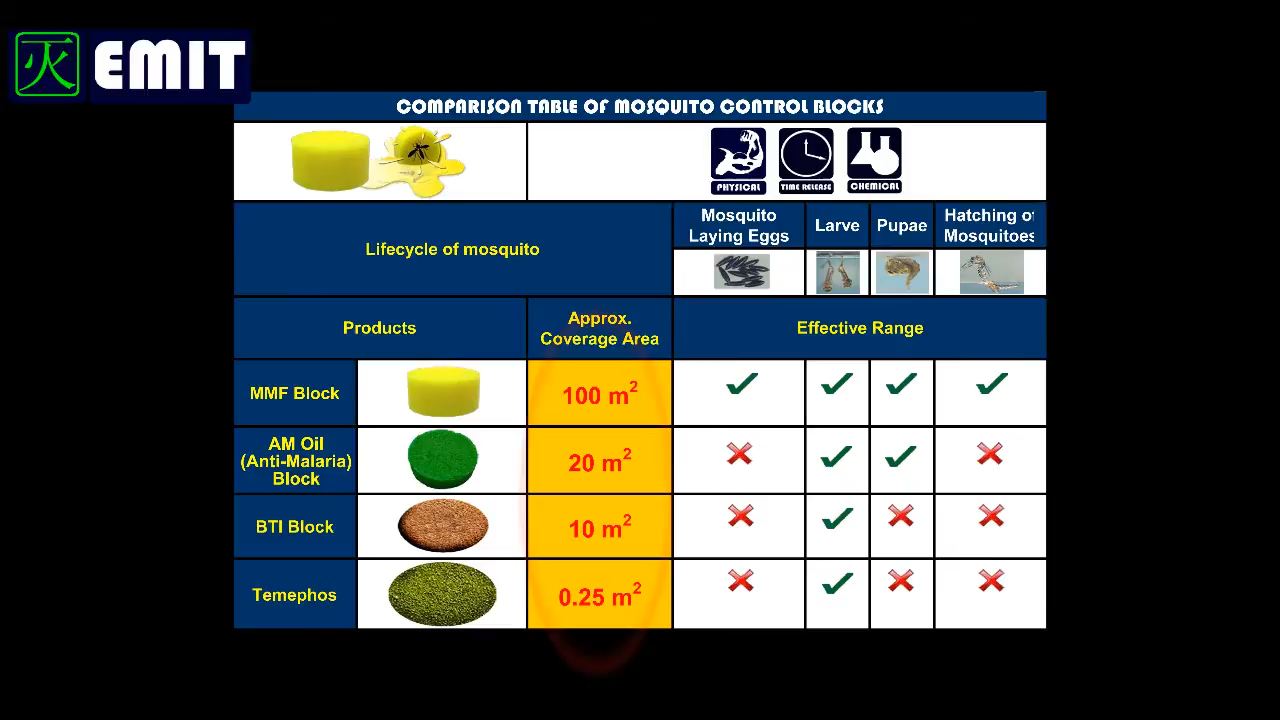 灭 EMIT
COMPARISON TABLE OF MOSQUITO CONTROL BLOCKS
PHYSICAL TIME RELEASE CHEMICAL
Lifecycle of mosquito
Mosquito
Laying Eggs
Larve
Pupae
Hatching of
Mosquitoes
Products
Approx.
Coverage Area
Effective Range
MMF Block
100 m²
AM Oil
(Anti-Malaria)
Block
20 m²
BTI Block
10 m²
Temephos
0.25 m²